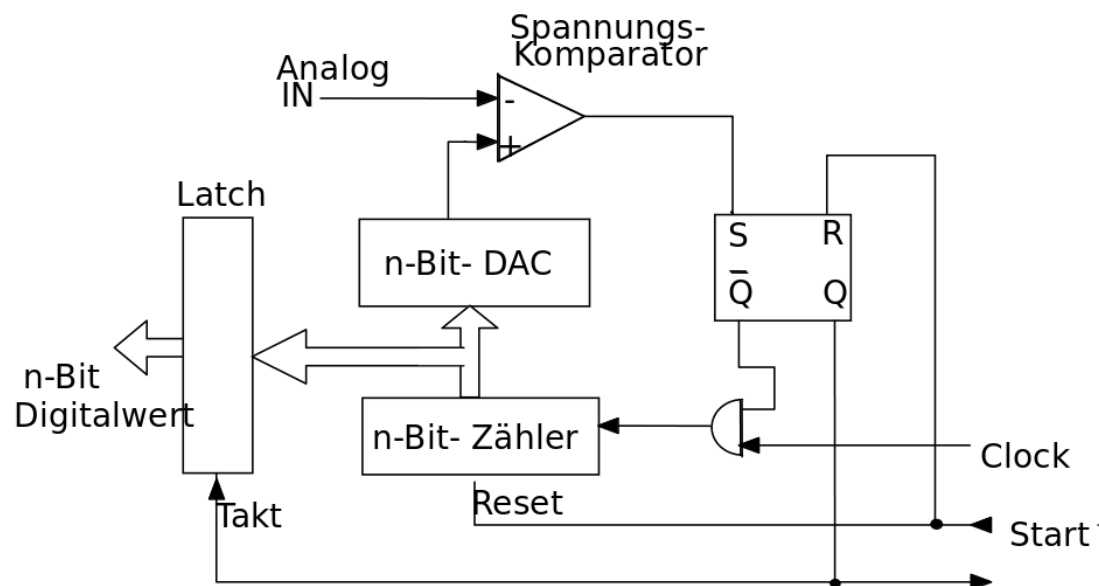 Spannungs-
Komparator
Analog
IN
-
+
Latch
S
R
n-Bit- DAC
Q̅
Q
n-Bit
Digitalwert
n-Bit- Zähler
Clock
Reset
Takt
Start